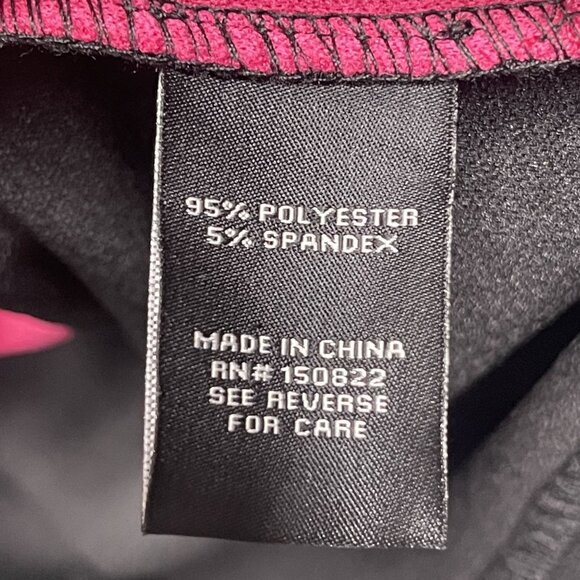 95% POLYESTER
5% SPANDEX
MADE IN CHINA
RN# 150822
SEE REVERSE
FOR CARE